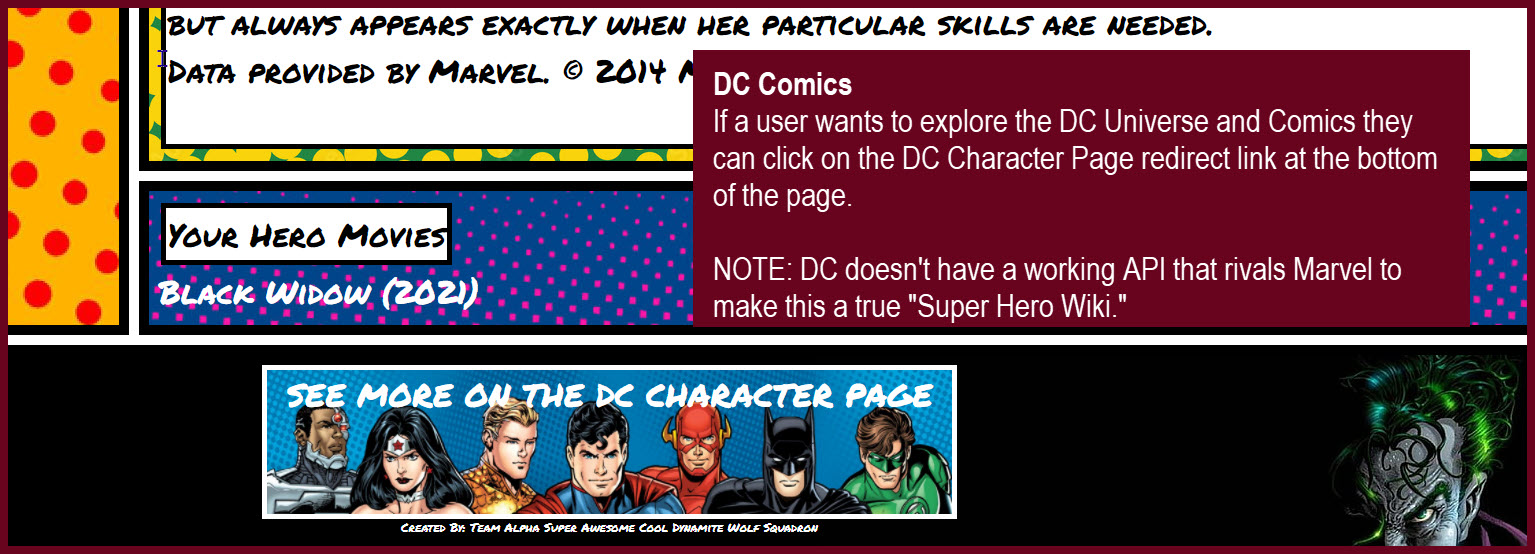 BUT ALWAYS APPEARS EXACTLY WHEN HER PARTICULAR SKILLS ARE NEEDED.
DATA PROVIDED BY MARVEL. © 2014
DC Comics
If a user wants to explore the DC Universe and Comics they
can click on the DC Character Page redirect link at the bottom
of the page.
NOTE: DC doesn't have a working API that rivals Marvel to
make this a true "Super Hero Wiki."
YOUR HERO MOVIES
BLACK WIDOW (2021)
SEE MORE ON THE DC CHARACTER PAGE
CREATED BY: TEAM ALPHA SUPER AWESOME COOL DYNAMITE WOLF SQUADRON